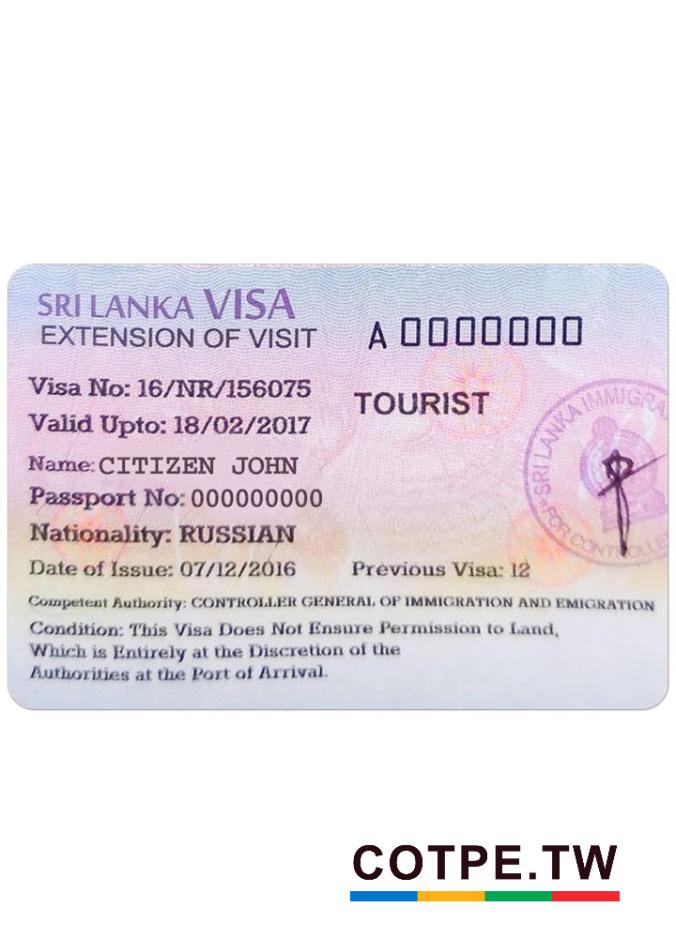 SRI LANKA VISA
EXTENSION OF VISIT
A 0000000
Visa No: 16/NR/156075
TOURIST
Valid Upto: 18/02/2017
Name: CITIZEN JOHN
Passport No: 000000000
Nationality: RUSSIAN
Date of Issue: 07/12/2016 Previous Visa: 12
Competent Authority: CONTROLLER GENERAL OF IMMIGRATION AND EMIGRATION
Condition: This Visa Does Not Ensure Permission to Land,
Which is Entirely at the Discretion of the
Authorities at the Port of Arrival.
SRI LANKA IMMIGRA
FOR CONTROLLE
COTPE.TW